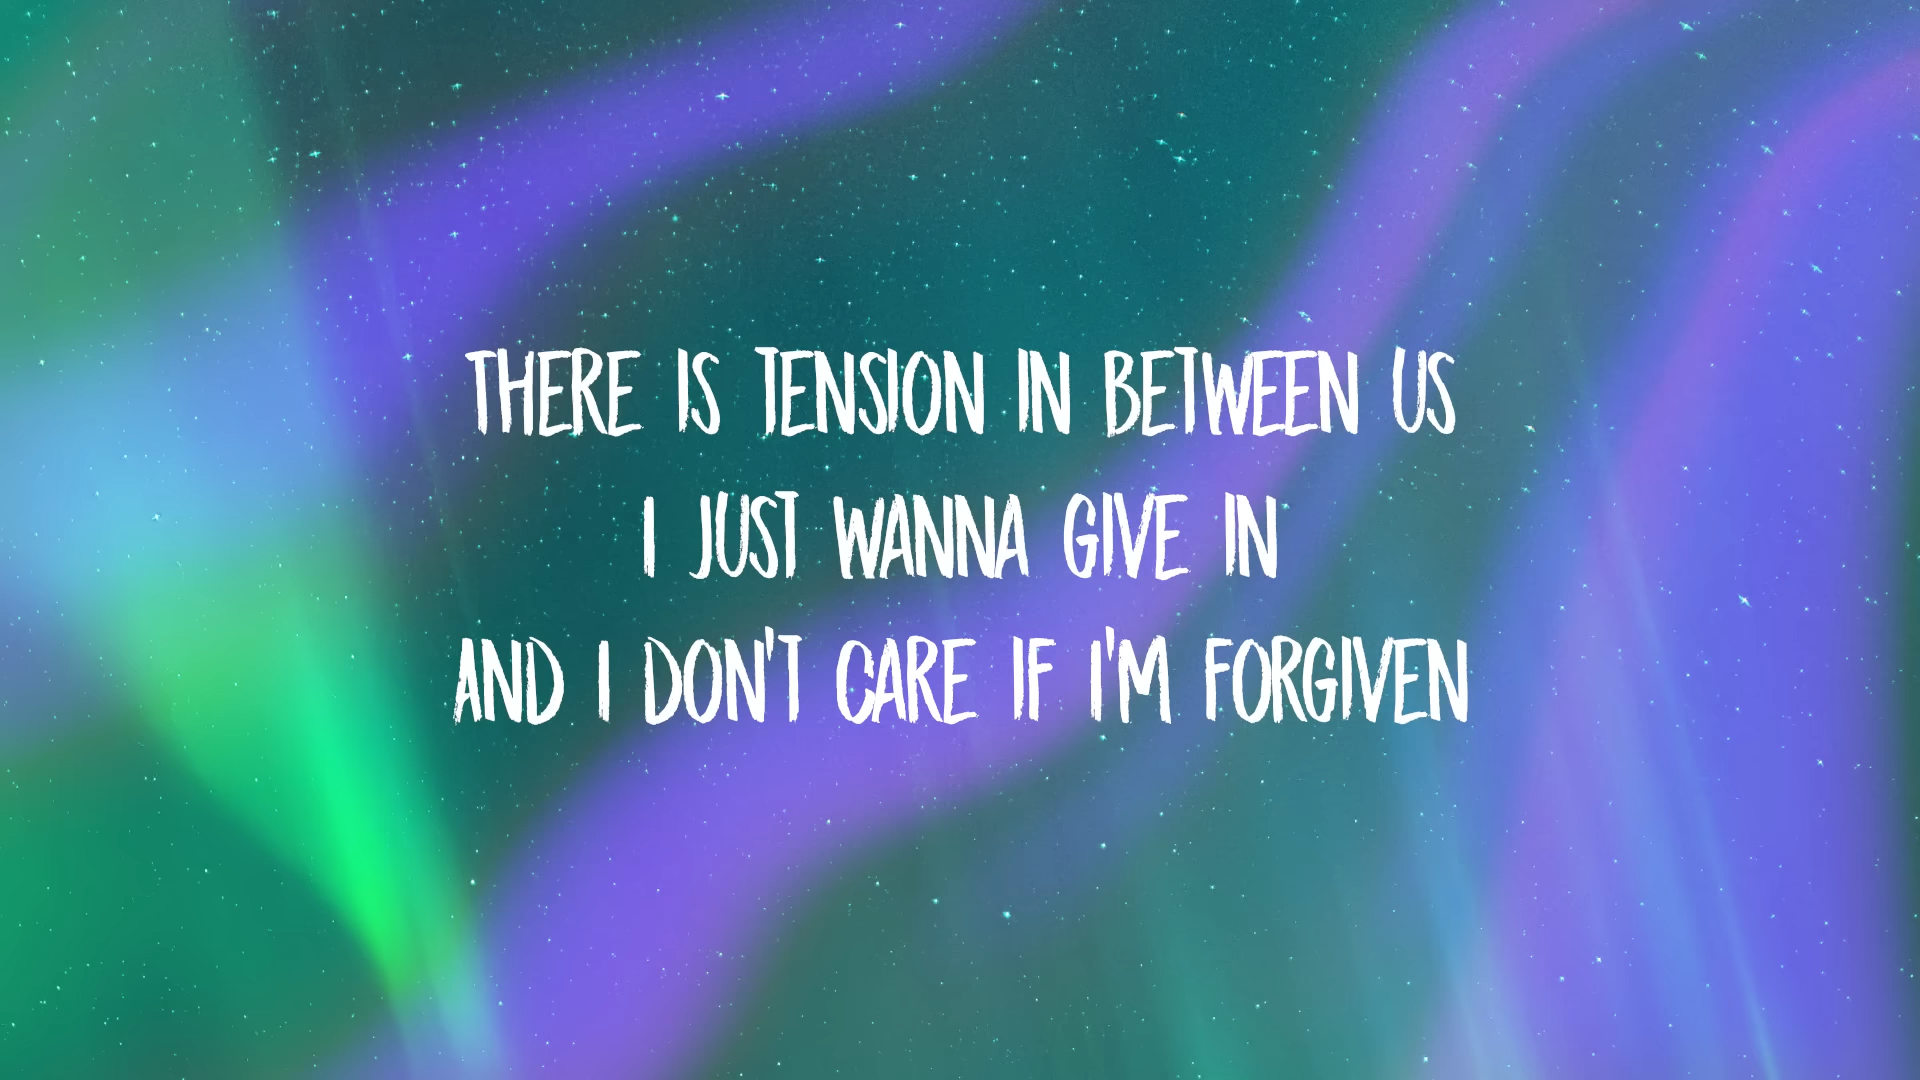 THERE IS TENSION IN BETWEEN US
I JUST WANNA GIVE IN
AND I DON'T CARE IF I'M FORGIVEN